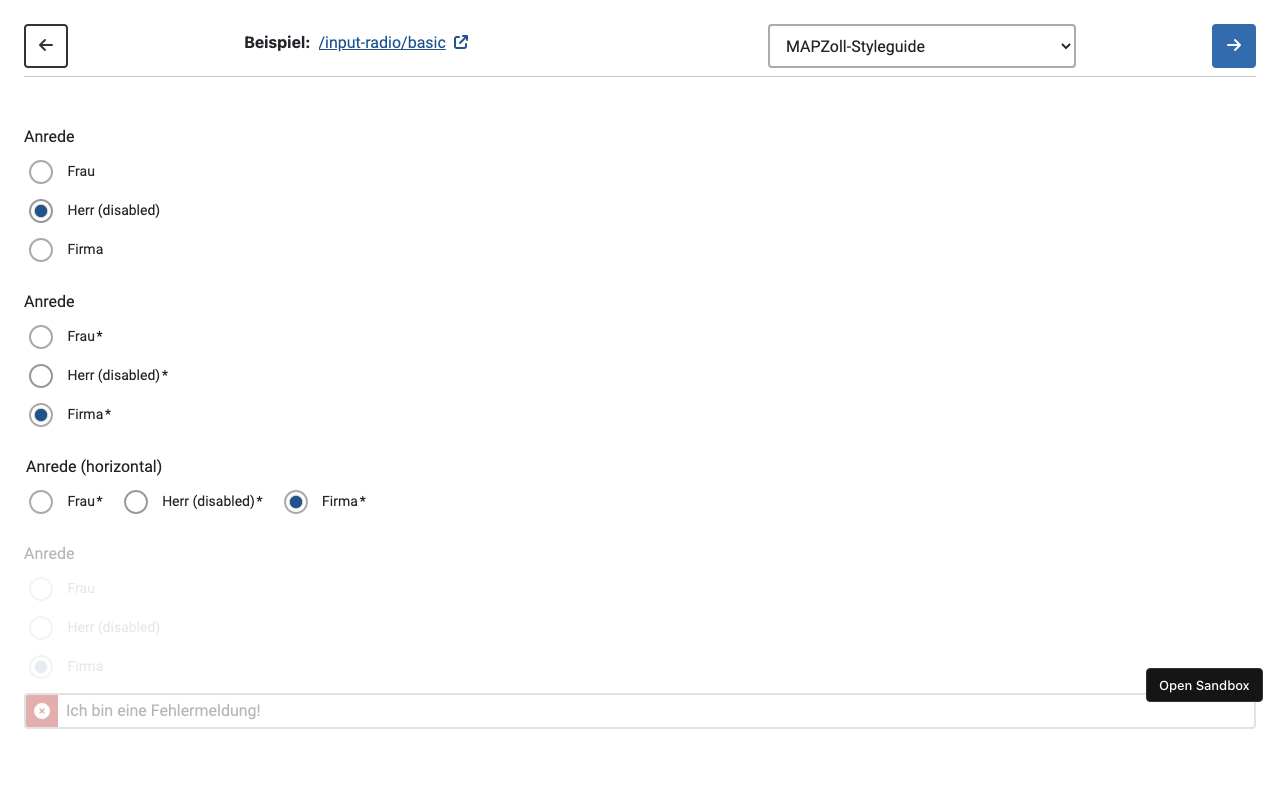 Beispiel: /input-radio/basic
MAPZoll-Styleguide
Anrede
Frau
Herr (disabled)
Firma
Anrede
Frau*
Herr (disabled)*
Firma*
Anrede (horizontal)
Frau* Herr (disabled)* Firma*
Anrede
Frau
Herr (disabled)
Firma
Open Sandbox
Ich bin eine Fehlermeldung!